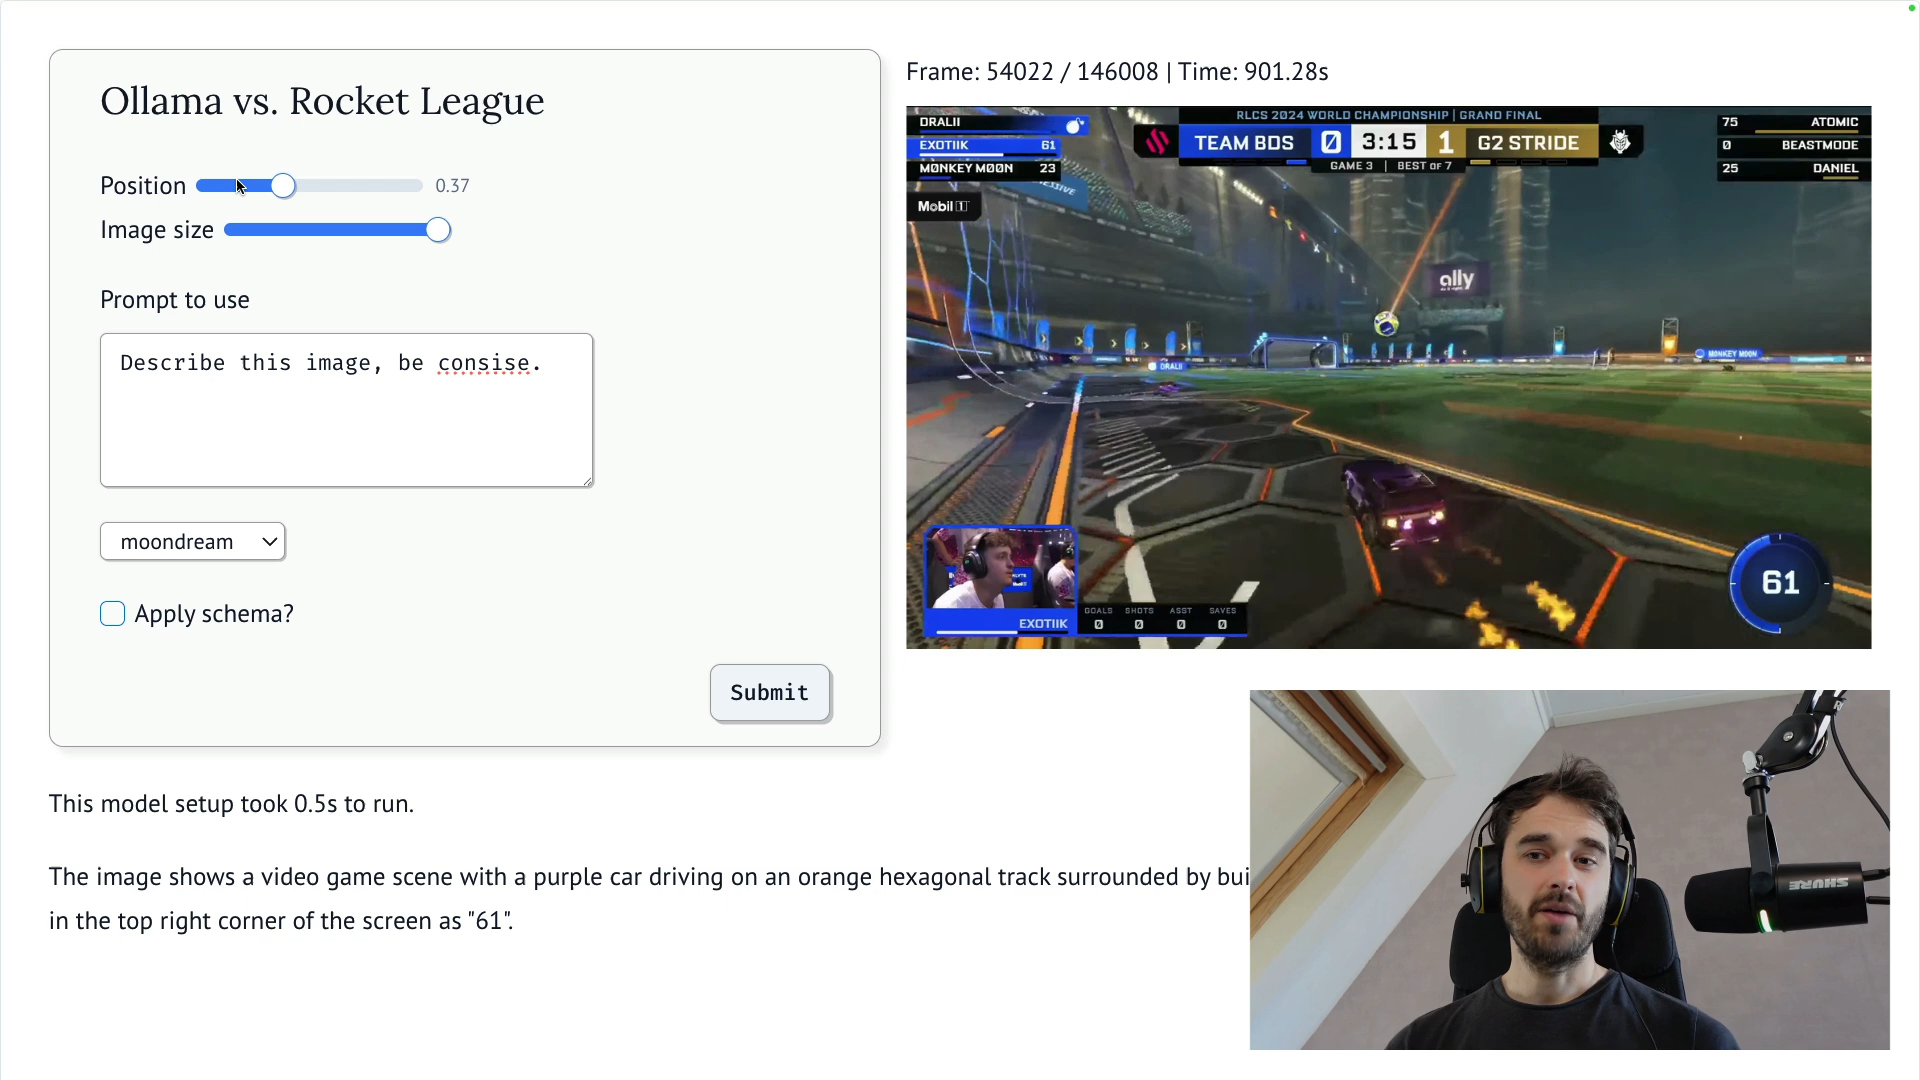 Ollama vs. Rocket League
Position 0.37
Image size
Prompt to use
Describe this image, be consise.
moondream
Apply schema?
Submit
This model setup took 0.5s to run.
The image shows a video game scene with a purple car driving on an orange hexagonal track surrounded by bui
in the top right corner of the screen as "61".
Frame: 54022 / 146008 | Time: 901.28s
RLCS 2024 WORLD CHAMPIONSHIP | GRAND FINAL
DRALII
EXOTIIK 61
M0NKEY M00N 23
TEAM BDS 0 3:15 1 G2 STRIDE
GAME 3 | BEST of 7
75 ATOMIC
0 BEASTMODE
25 DANIEL
Mobil 1
ally
MONKEY MOON
DRALII
61
EXOTIIK
GOALS SHOTS ASST SAVES
0 0 0 0
SHURE